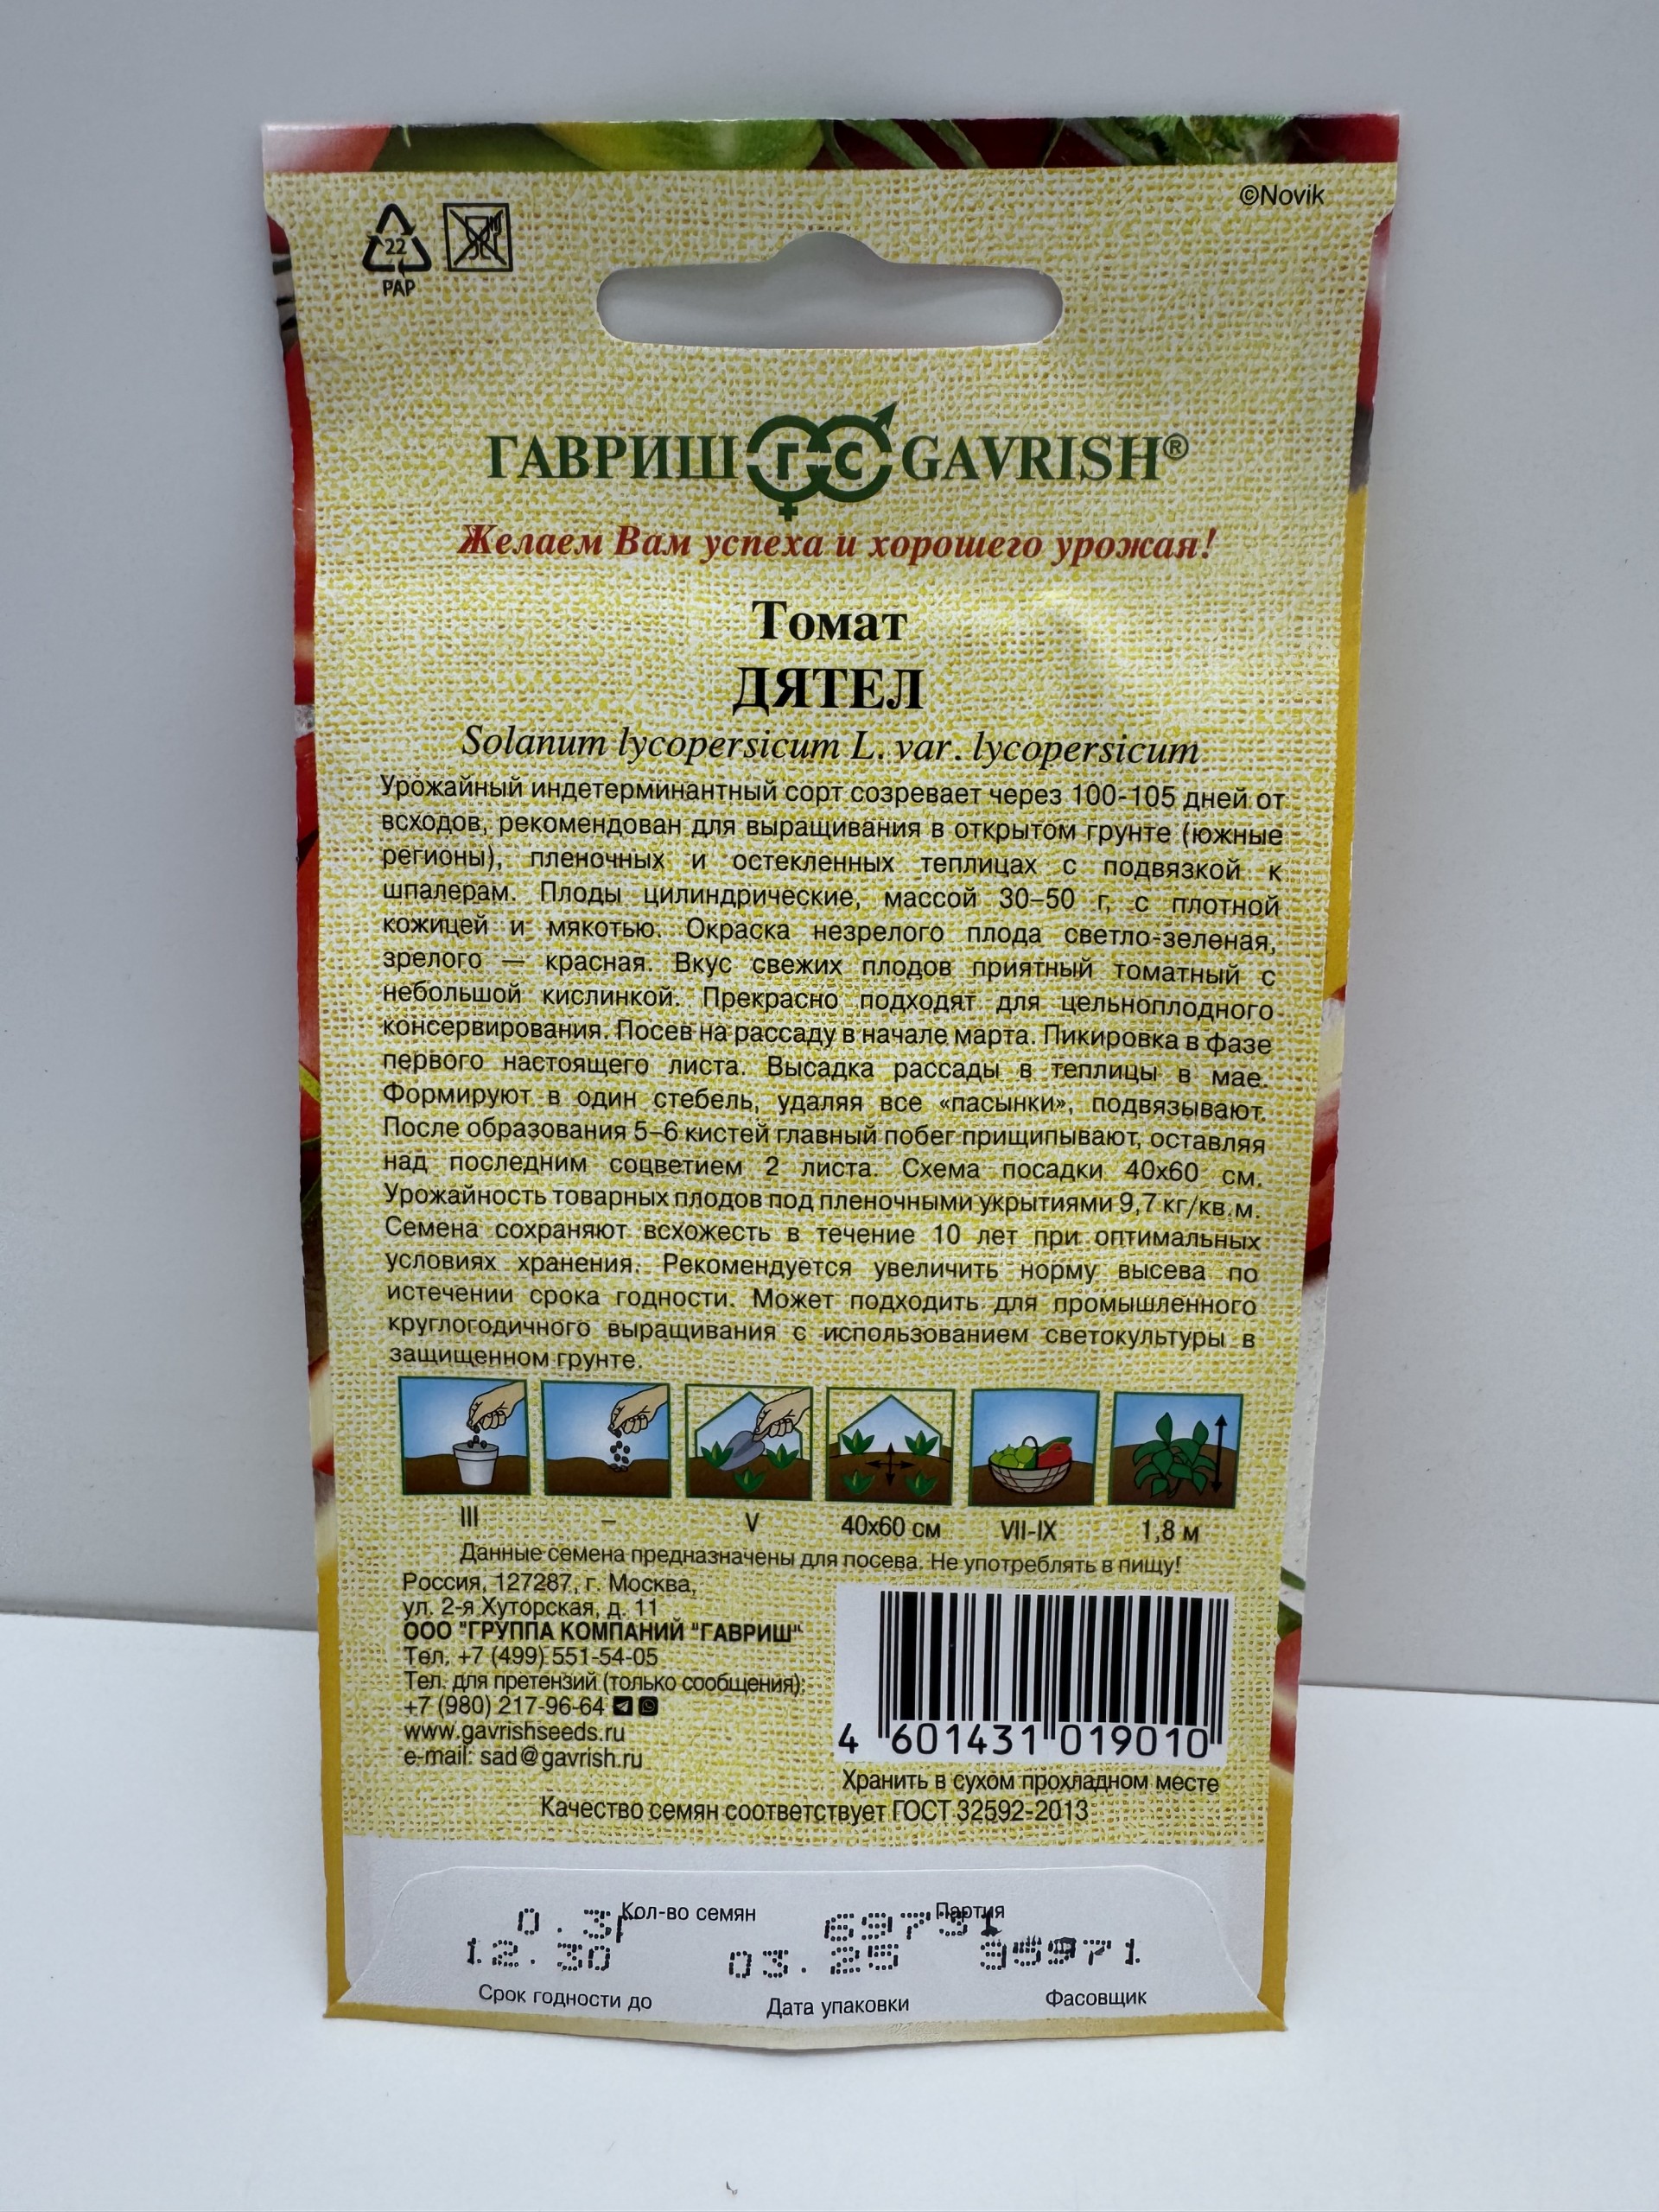 ©Novik
22
PAP
ГАВРИШ ГС GAVRISH®
Желаем Вам успеха и хорошего урожая!
Томат
ДЯТЕЛ
Solanum lycopersicum L. var. lycopersicum
Урожайный индетерминантный сорт созревает через 100-105 дней от
всходов, рекомендован для выращивания в открытом грунте (южные
регионы), пленочных и остекленных теплицах с подвязкой к
шпалерам. Плоды цилиндрические, массой 30–50 г, с плотной
кожицей и мякотью. Окраска незрелого плода светло-зеленая,
зрелого — красная. Вкус свежих плодов приятный томатный с
небольшой кислинкой. Прекрасно подходят для цельноплодного
консервирования. Посев на рассаду в начале марта. Пикировка в фазе
первого настоящего листа. Высадка рассады в теплицы в мае.
Формируют в один стебель, удаляя все «пасынки», подвязывают.
После образования 5–6 кистей главный побег прищипывают, оставляя
над последним соцветием 2 листа. Схема посадки 40х60 см.
Урожайность товарных плодов под пленочными укрытиями 9,7 кг/кв.м.
Семена сохраняют всхожесть в течение 10 лет при оптимальных
условиях хранения. Рекомендуется увеличить норму высева по
истечении срока годности. Может подходить для промышленного
круглогодичного выращивания с использованием светокультуры в
защищенном грунте.
III – V 40х60 см VII-IX 1,8 м
Данные семена предназначены для посева. Не употреблять в пищу!
Россия, 127287, г. Москва,
ул. 2-я Хуторская, д. 11
ООО "ГРУППА КОМПАНИЙ "ГАВРИШ"
Тел. +7 (499) 551-54-05
Тел. для претензий (только сообщения):
+7 (980) 217-96-64
www.gavrishseeds.ru
e-mail: sad@gavrish.ru
4 601431 019010
Хранить в сухом прохладном месте
Качество семян соответствует ГОСТ 32592-2013
Кол-во семян Партия
0.3г 69731
12.30 03.25
Срок годности до Дата упаковки Фасовщик